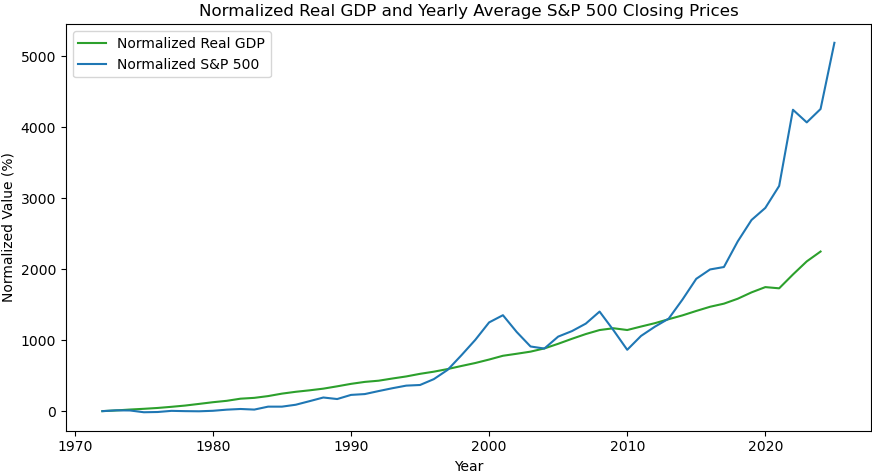 Normalized Real GDP and Yearly Average S&P 500 Closing Prices
Normalized Real GDP
Normalized S&P 500
Normalized Value (%)
5000
4000
3000
2000
1000
0
1970
1980
1990
2000
2010
2020
Year